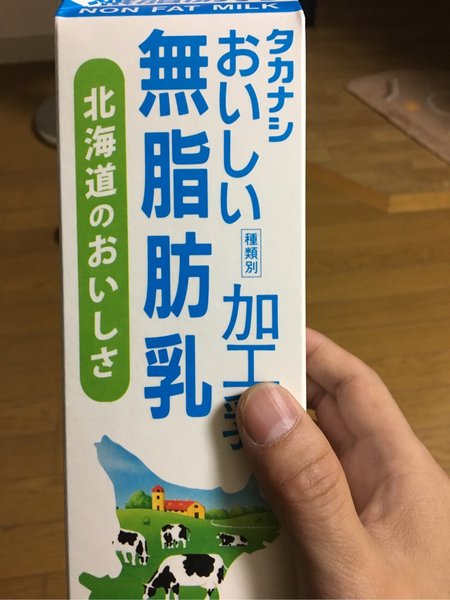 NON FAT MILK
タカナシ
おいしい
無脂肪乳
種類別
加工乳
北海道のおいしさ